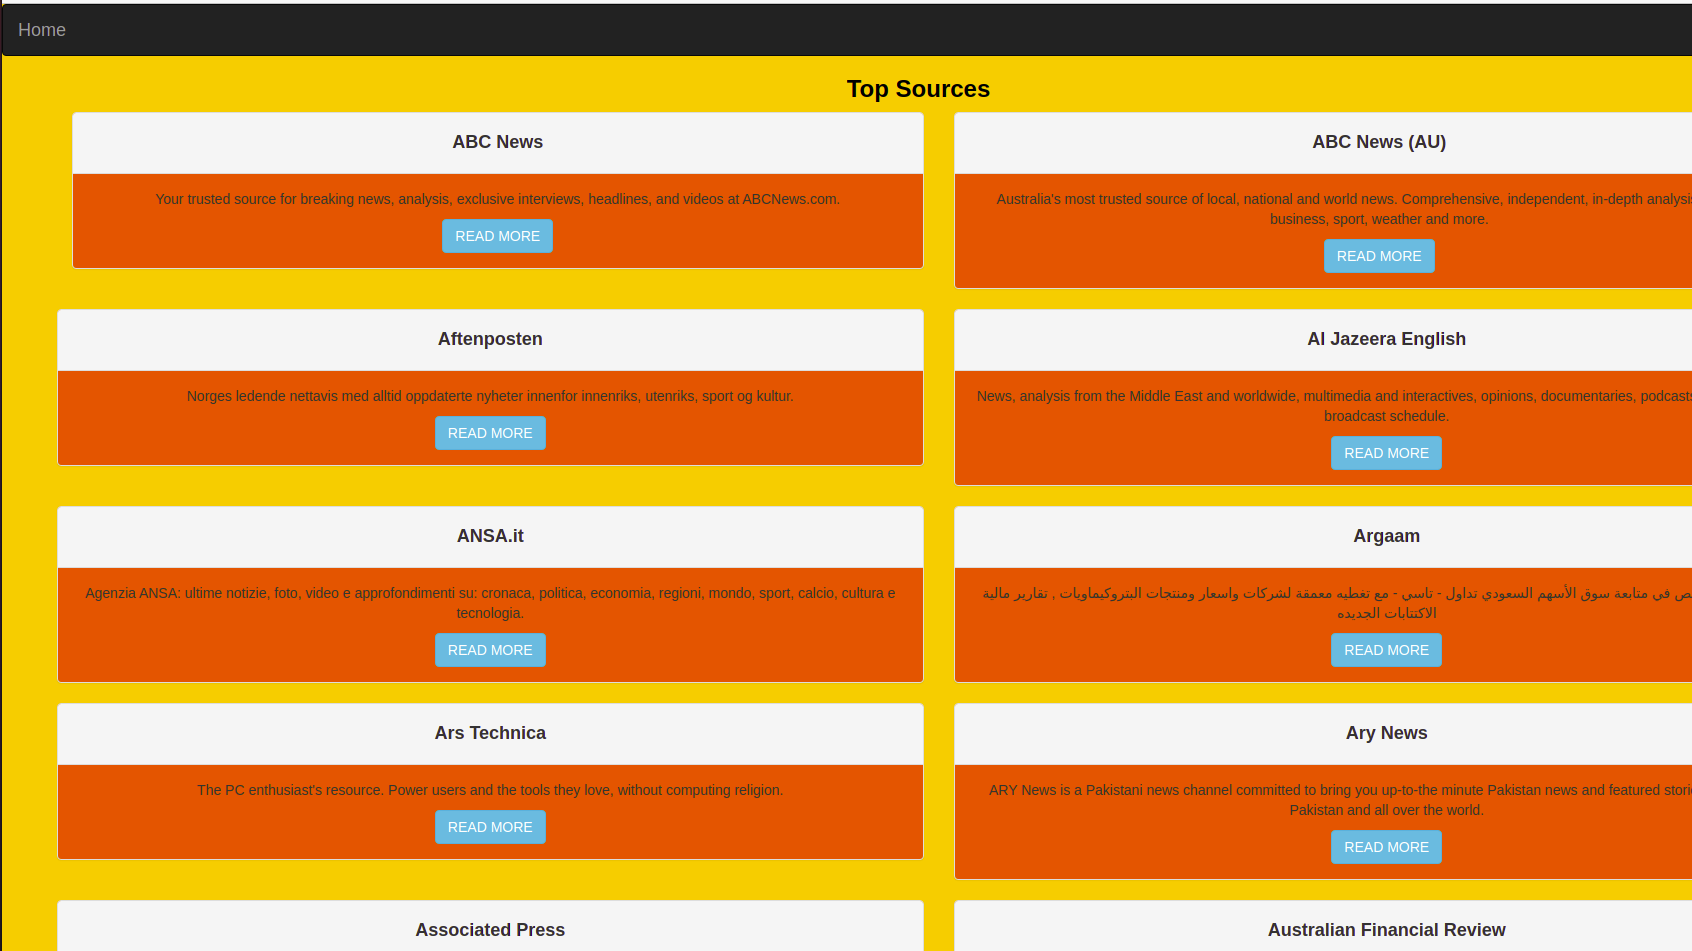 Home
Top Sources
ABC News
Your trusted source for breaking news, analysis, exclusive interviews, headlines, and videos at ABCNews.com.
READ MORE
ABC News (AU)
Australia's most trusted source of local, national and world news. Comprehensive, independent, in-depth analysis
business, sport, weather and more.
READ MORE
Aftenposten
Norges ledende nettavis med alltid oppdaterte nyheter innenfor innenriks, utenriks, sport og kultur.
READ MORE
Al Jazeera English
News, analysis from the Middle East and worldwide, multimedia and interactives, opinions, documentaries, podcasts
broadcast schedule.
READ MORE
ANSA.it
Agenzia ANSA: ultime notizie, foto, video e approfondimenti su: cronaca, politica, economia, regioni, mondo, sport, calcio, cultura e
tecnologia.
READ MORE
Argaam
في متابعة سوق الأسهم السعودي تداول - تاسي - مع تغطيه معمقة لشركات واسعار ومنتجات البتروكيماويات , تقارير مالية
الاكتتابات الجديده
READ MORE
Ars Technica
The PC enthusiast's resource. Power users and the tools they love, without computing religion.
READ MORE
Ary News
ARY News is a Pakistani news channel committed to bring you up-to-the minute Pakistan news and featured
Pakistan and all over the world.
READ MORE
Associated Press
Australian Financial Review